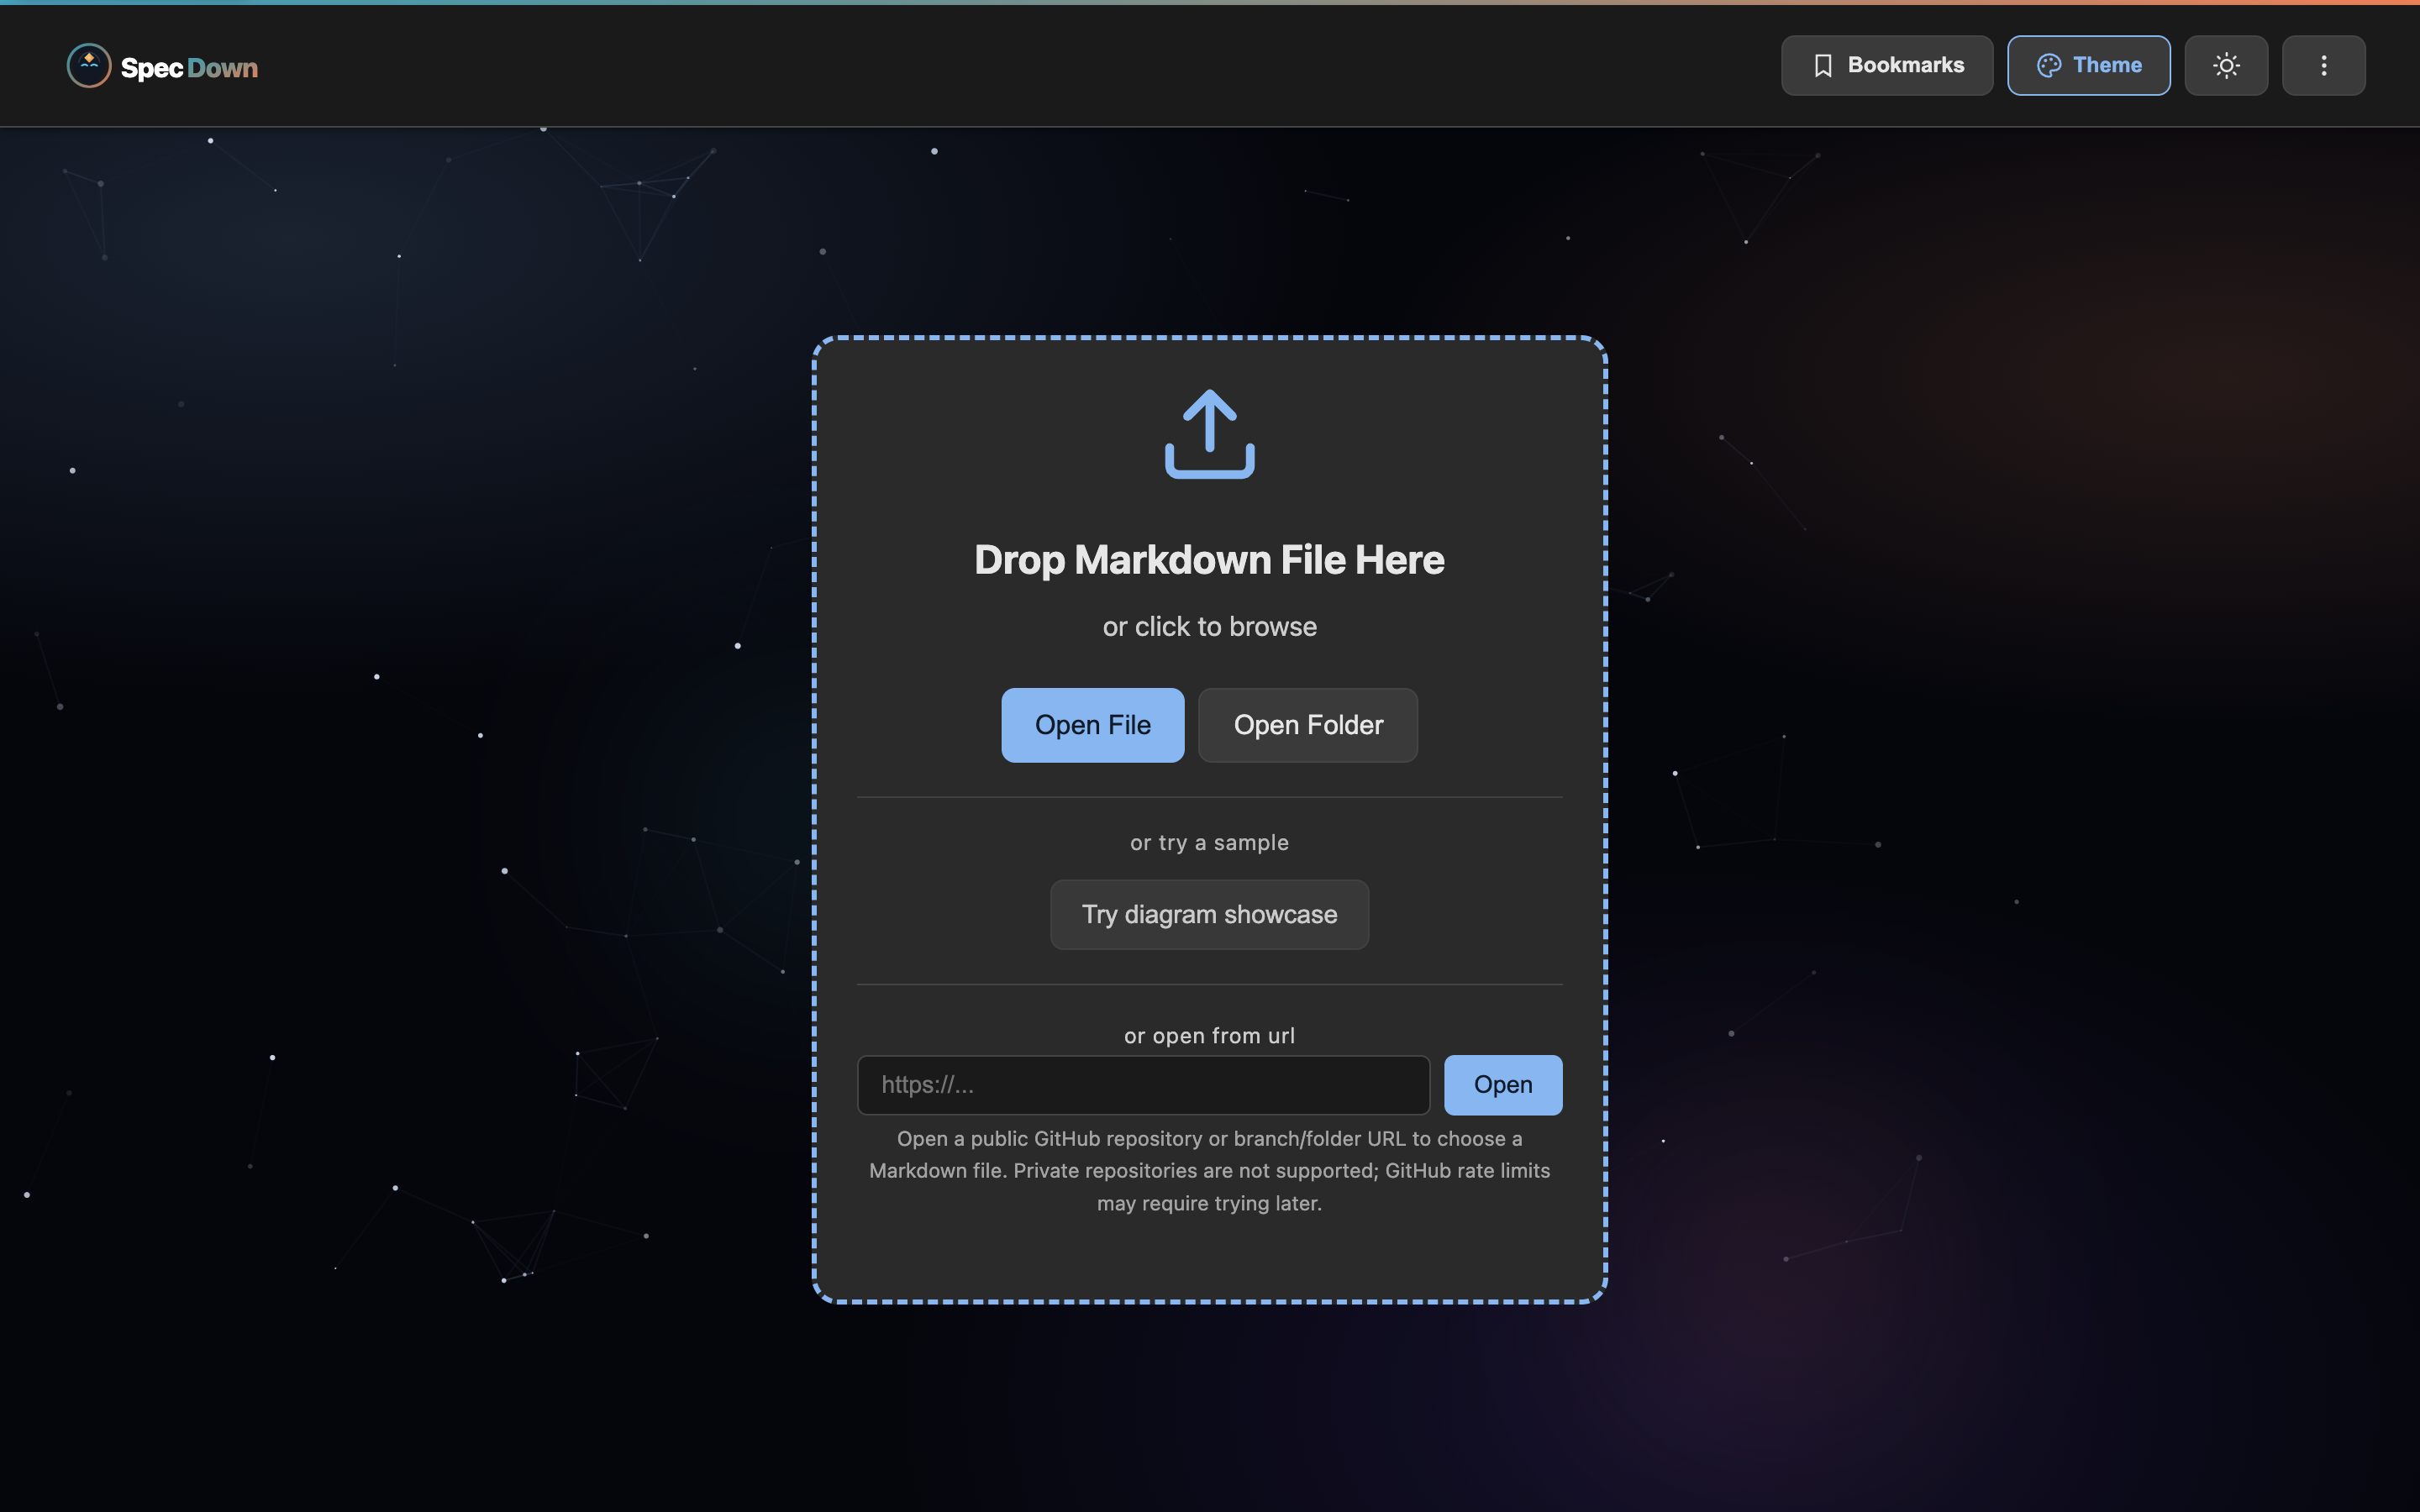 SpecDown
Bookmarks
Theme
Drop Markdown File Here
or click to browse
Open File
Open Folder
or try a sample
Try diagram showcase
or open from url
https://...
Open
Open a public GitHub repository or branch/folder URL to choose a
Markdown file. Private repositories are not supported; GitHub rate limits
may require trying later.